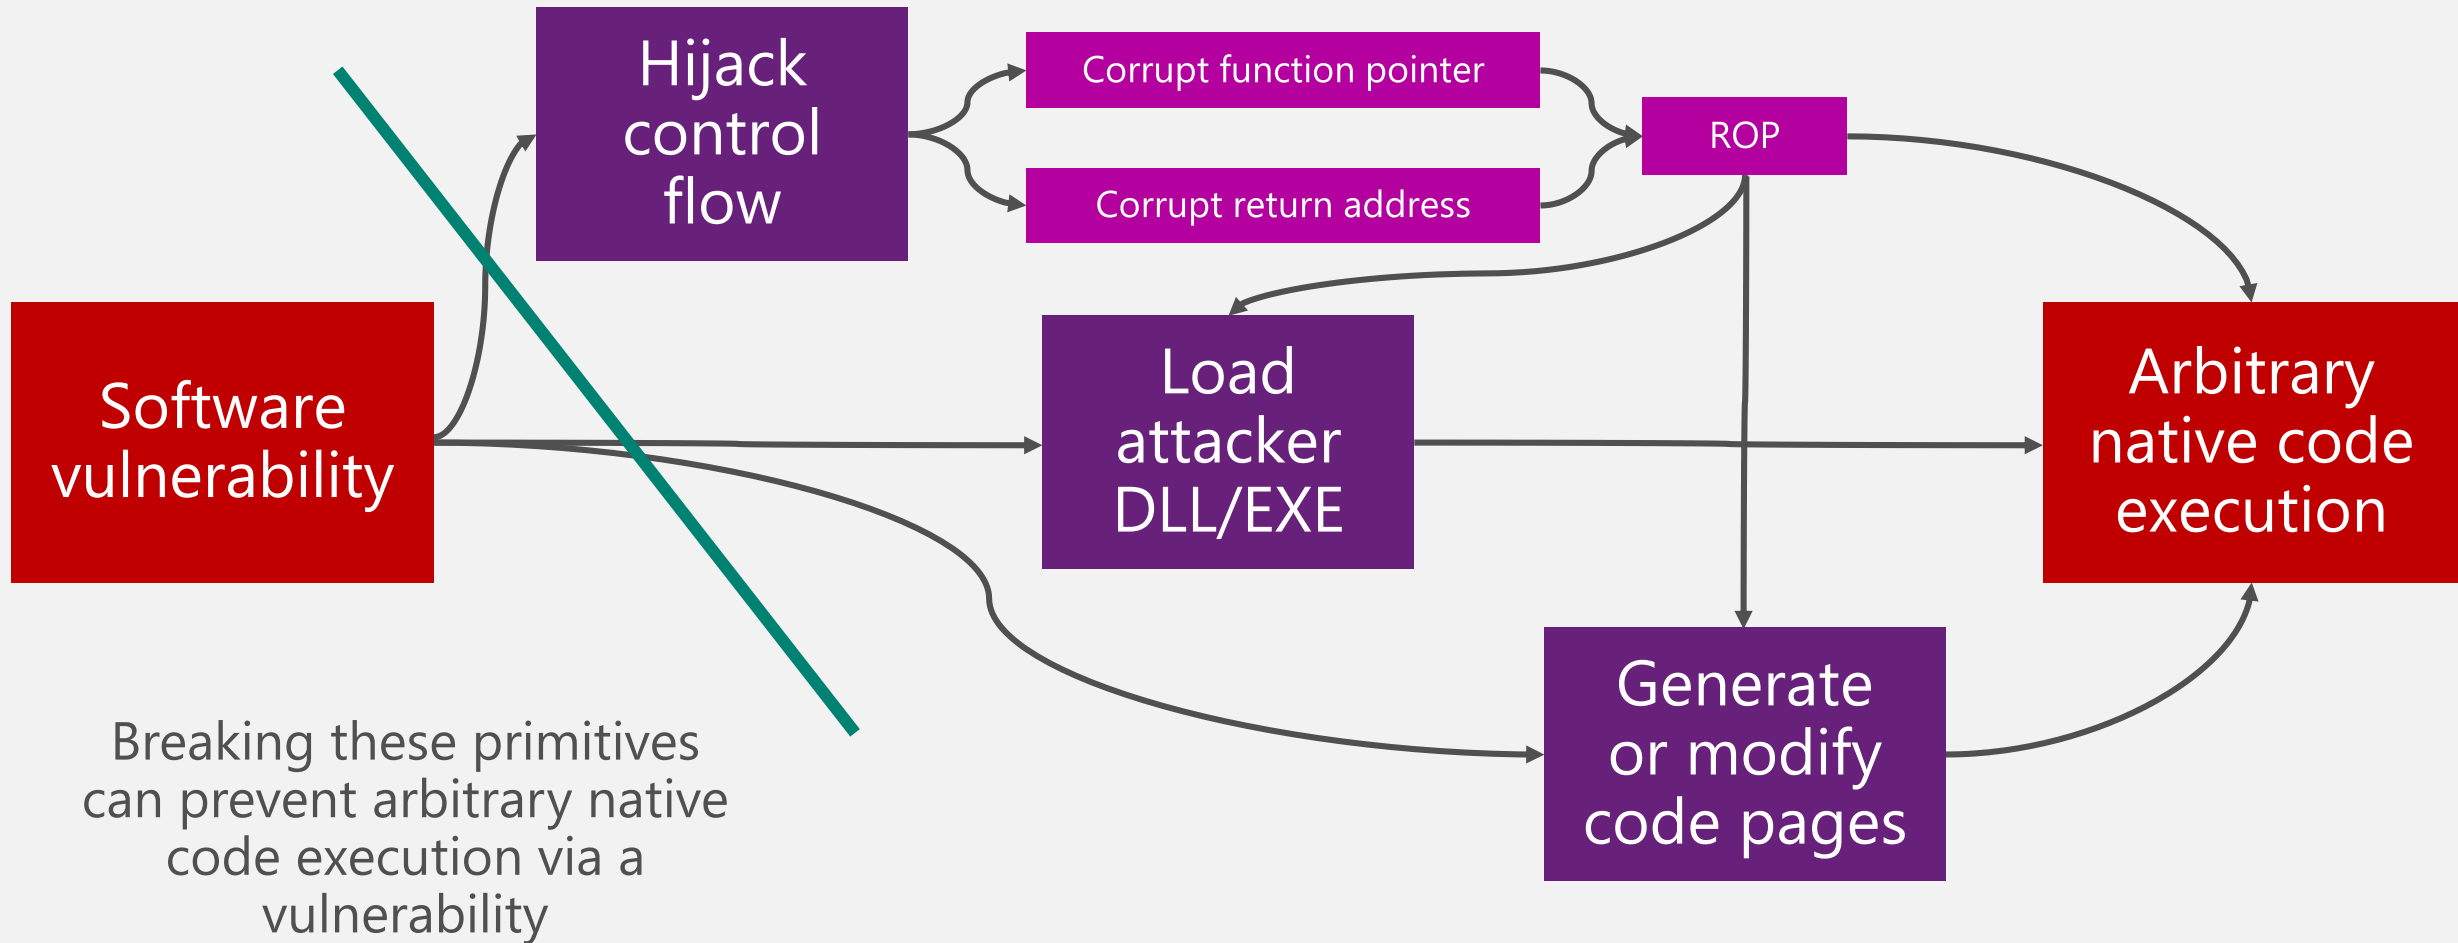 Hijack
control
flow
Corrupt function pointer
Corrupt return address
ROP
Software
vulnerability
Load
attacker
DLL/EXE
Arbitrary
native code
execution
Generate
or modify
code pages
Breaking these primitives
can prevent arbitrary native
code execution via a
vulnerability